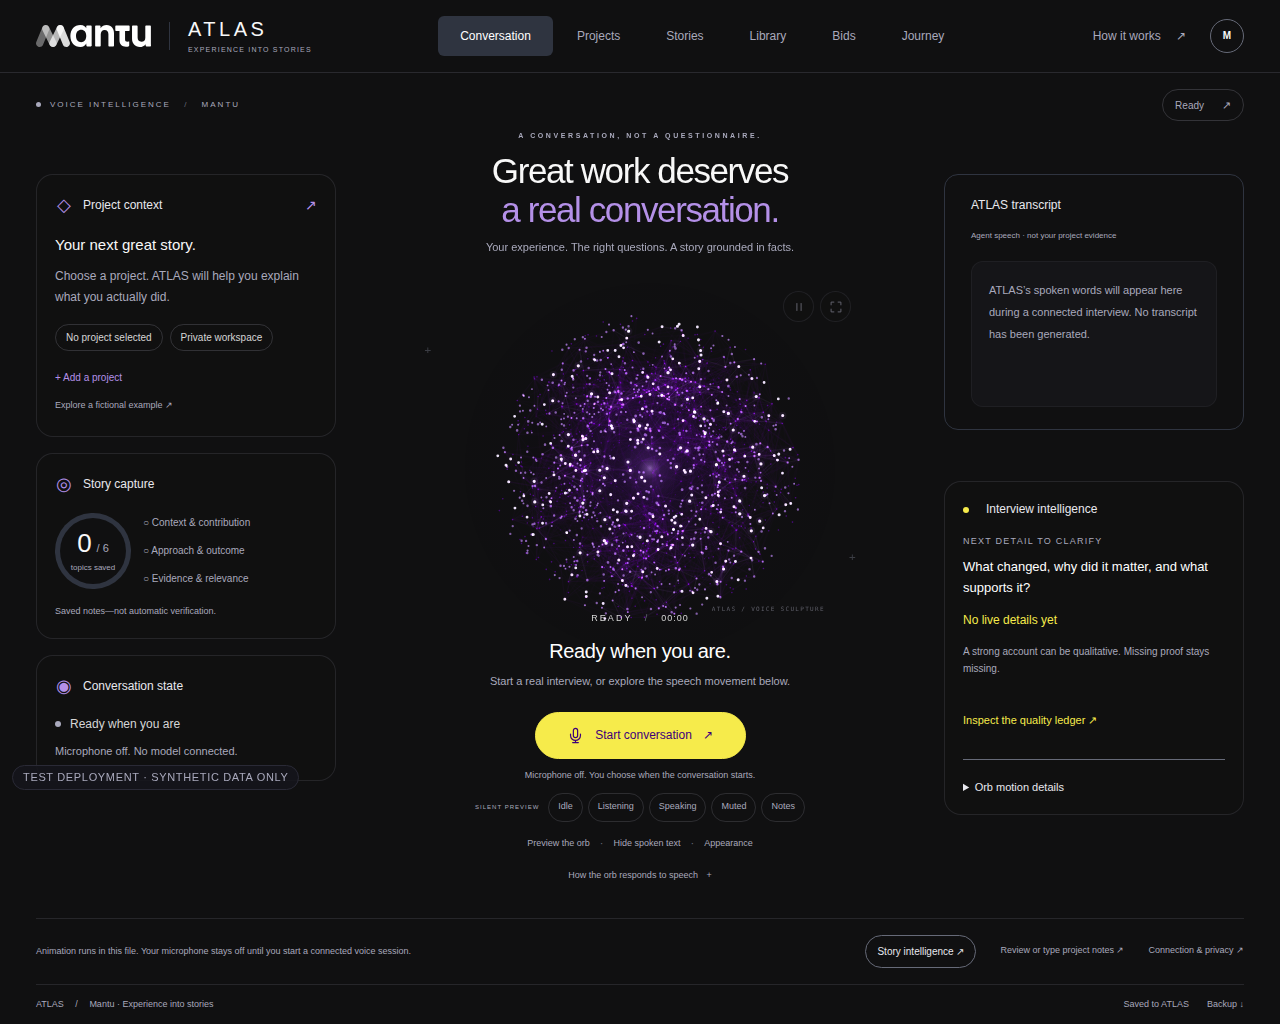 mantu
ATLAS
EXPERIENCE INTO STORIES
Conversation
Projects
Stories
Library
Bids
Journey
How it works ↗
M
VOICE INTELLIGENCE / MANTU
Ready ↗
A CONVERSATION, NOT A QUESTIONNAIRE.
Great work deserves
a real conversation.
Your experience. The right questions. A story grounded in facts.
Project context ↗
Your next great story.
Choose a project. ATLAS will help you explain
what you actually did.
No project selected
Private workspace
+ Add a project
Explore a fictional example ↗
Story capture
0 / 6
topics saved
○ Context & contribution
○ Approach & outcome
○ Evidence & relevance
Saved notes—not automatic verification.
Conversation state
Ready when you are
Microphone off. No model connected.
TEST DEPLOYMENT · SYNTHETIC DATA ONLY
ATLAS / VOICE SCULPTURE
READY / 00:00
Ready when you are.
Start a real interview, or explore the speech movement below.
Start conversation ↗
Microphone off. You choose when the conversation starts.
SILENT PREVIEW
Idle
Listening
Speaking
Muted
Notes
Preview the orb · Hide spoken text · Appearance
How the orb responds to speech +
ATLAS transcript
Agent speech · not your project evidence
ATLAS's spoken words will appear here
during a connected interview. No transcript
has been generated.
Interview intelligence
NEXT DETAIL TO CLARIFY
What changed, why did it matter, and what
supports it?
No live details yet
A strong account can be qualitative. Missing proof stays
missing.
Inspect the quality ledger ↗
▶ Orb motion details
Animation runs in this file. Your microphone stays off until you start a connected voice session.
Story intelligence ↗
Review or type project notes ↗
Connection & privacy ↗
ATLAS / Mantu · Experience into stories
Saved to ATLAS
Backup ↓